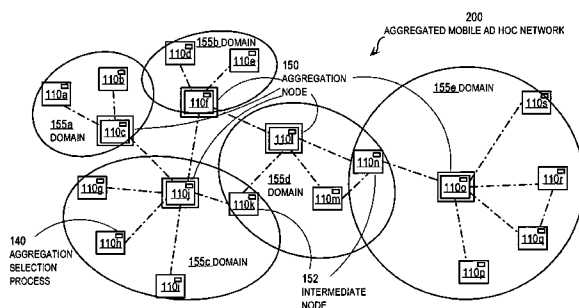 200
AGGREGATED MOBILE AD HOC NETWORK
155b DOMAIN
110d
110e
150
AGGREGATION
NODE
155e DOMAIN
110b
110a
110f
110s
155a
DOMAIN
110c
110l
110n
110g
110j
155d
DOMAIN
110o
110r
110k
110m
140
AGGREGATION
SELECTION
PROCESS
110h
155c DOMAIN
152
INTERMEDIATE
NODE
110q
110i
110p